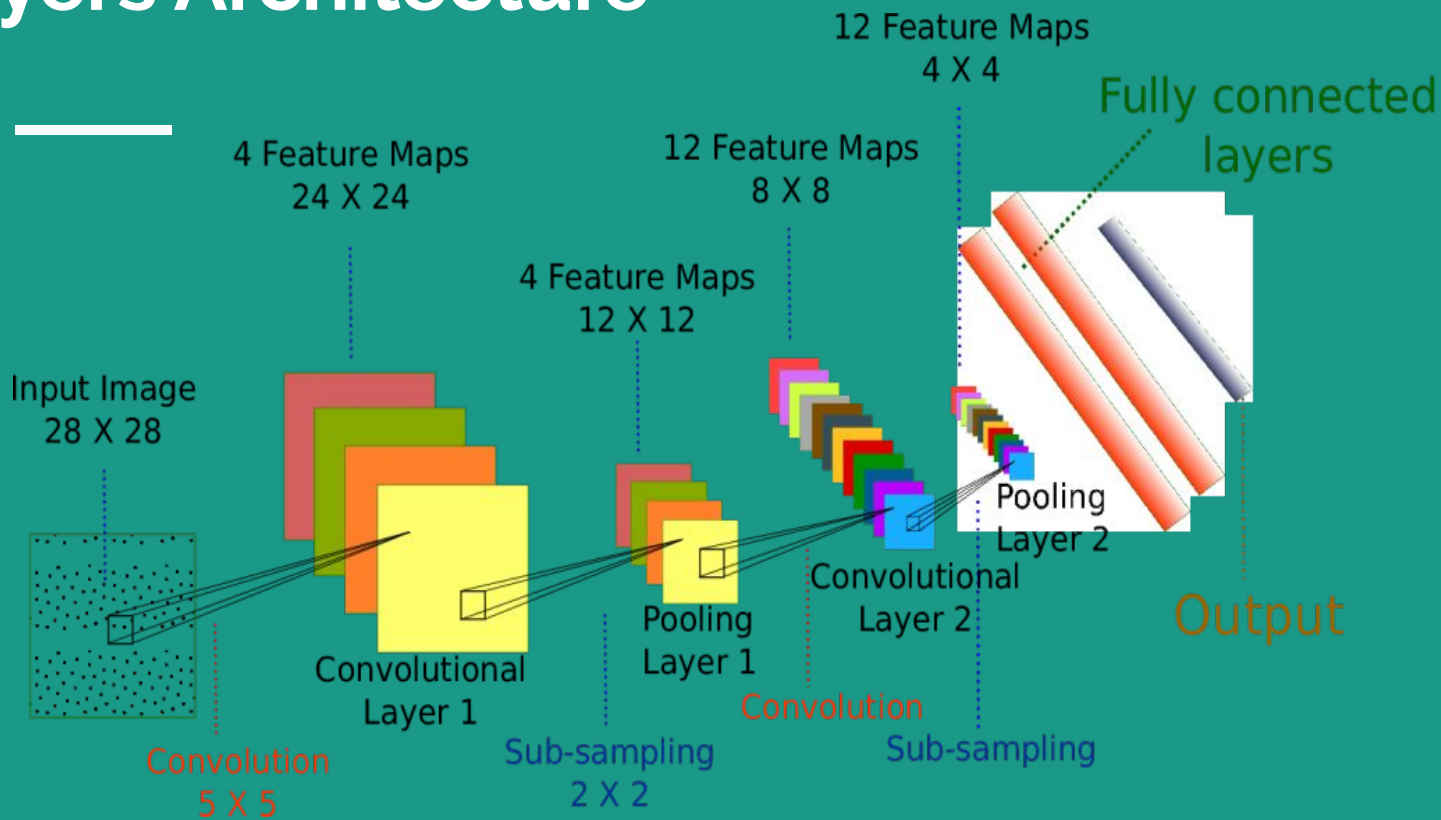 yers Architecture
12 Feature Maps
4 X 4
Fully connected
layers
4 Feature Maps
24 X 24
12 Feature Maps
8 X 8
4 Feature Maps
12 X 12
Input Image
28 X 28
Pooling
Layer 2
Convolutional
Layer 2
Pooling
Layer 1
Convolutional
Layer 1
Output
Convolution
5 X 5
Sub-sampling
2 X 2
Convolution
Sub-sampling